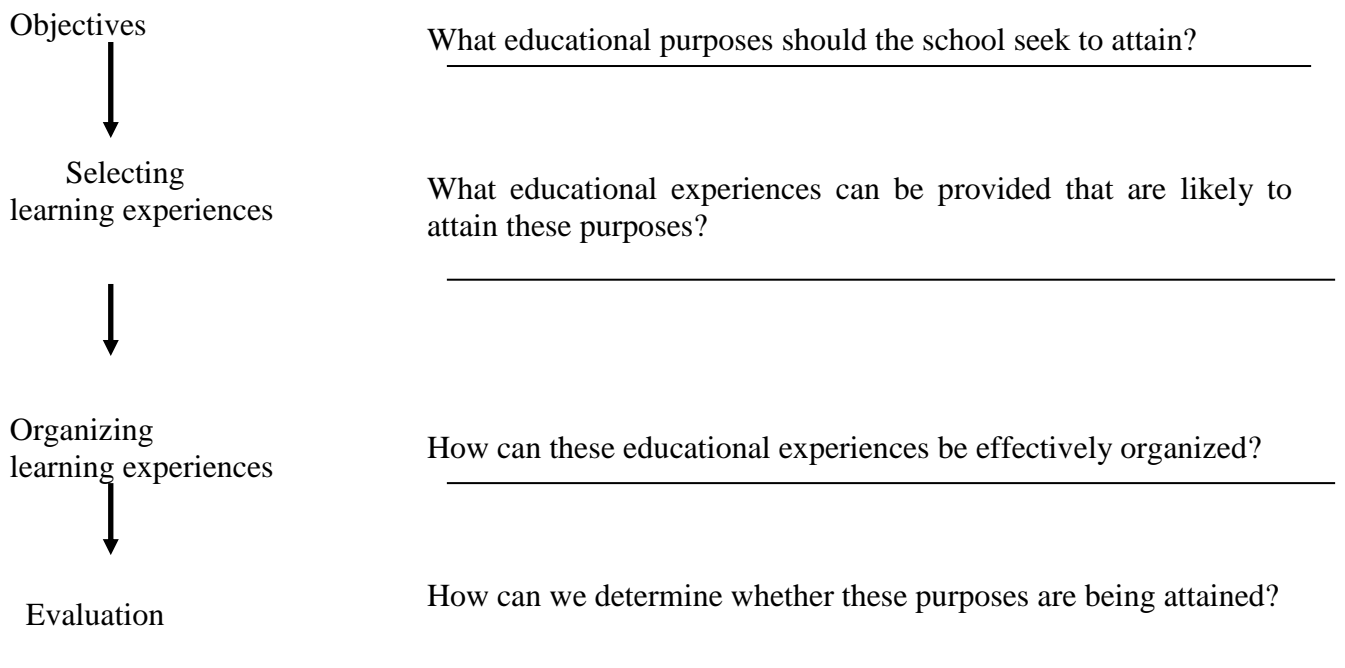 Objectives
What educational purposes should the school seek to attain?
Selecting
learning experiences
What educational experiences can be provided that are likely to
attain these purposes?
Organizing
learning experiences
How can these educational experiences be effectively organized?
Evaluation
How can we determine whether these purposes are being attained?